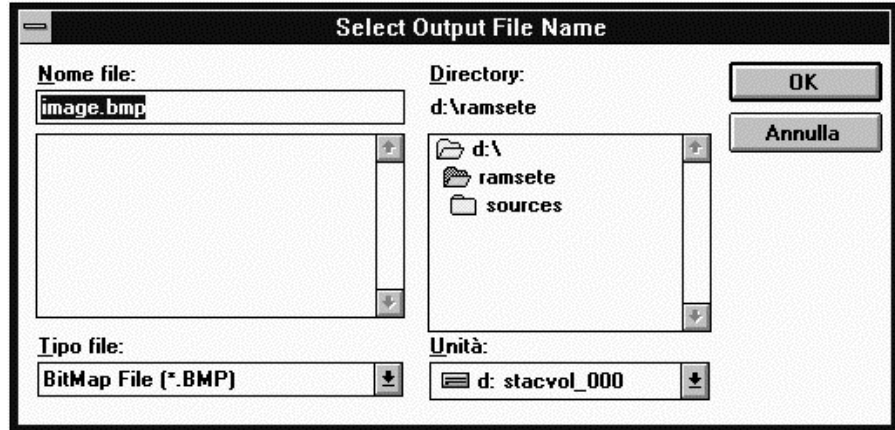 Select Output File Name
Nome file:
image.bmp
Directory:
d:\ramsete
d:\
ramsete
sources
OK
Annulla
Tipo file:
BitMap File (*.BMP)
Unità:
d: stacvol_000